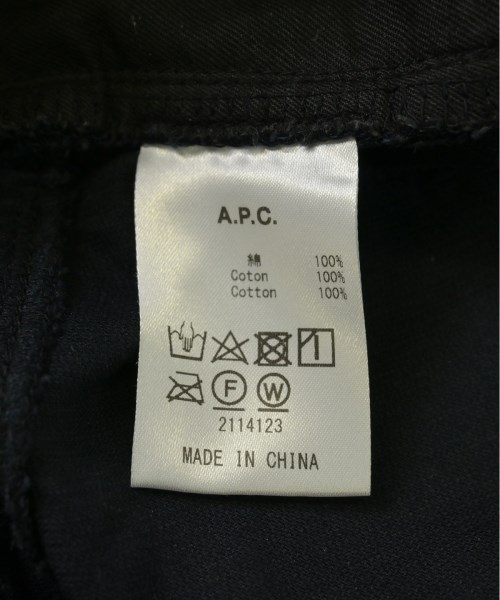 A.P.C.
綿 100%
Coton 100%
Cotton 100%
F W
2114123
MADE IN CHINA